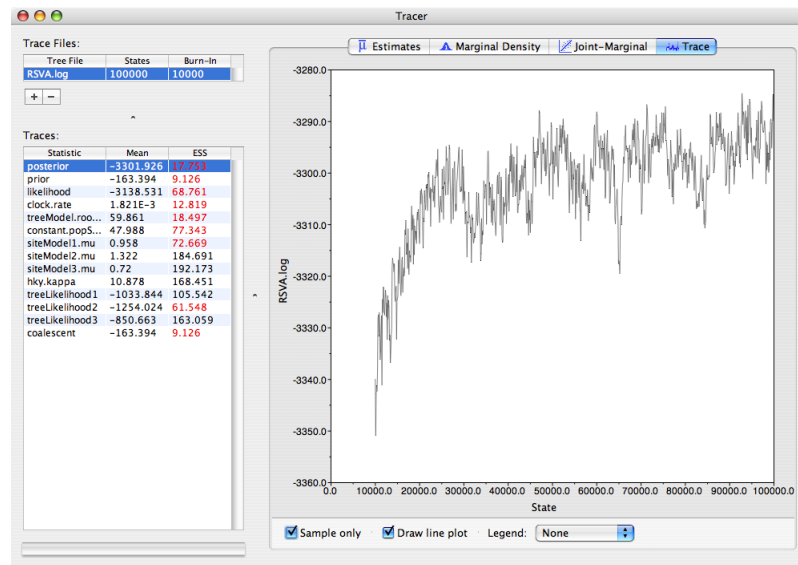 Tracer
Trace Files:
Tree File States Burn-In
RSVA.log 100000 10000
+ −
Traces:
Statistic Mean ESS
posterior -3301.926 17.751
prior -163.394 9.126
likelihood -3138.531 68.761
clock.rate 1.821E-3 12.819
treeModel.roo... 59.861 18.497
constant.popS... 47.988 77.343
siteModel1.mu 0.958 72.669
siteModel2.mu 1.322 184.691
siteModel3.mu 0.72 192.173
hky.kappa 10.878 168.451
treeLikelihood1 -1033.844 105.542
treeLikelihood2 -1254.024 61.548
treeLikelihood3 -850.663 163.059
coalescent -163.394 9.126
μ Estimates Marginal Density Joint-Marginal Trace
-3280.0
-3290.0
-3300.0
-3310.0
-3320.0
-3330.0
-3340.0
-3350.0
-3360.0
RSVA.log
0.0 10000.0 20000.0 30000.0 40000.0 50000.0 60000.0 70000.0 80000.0 90000.0 100000.0
State
Sample only Draw line plot Legend: None